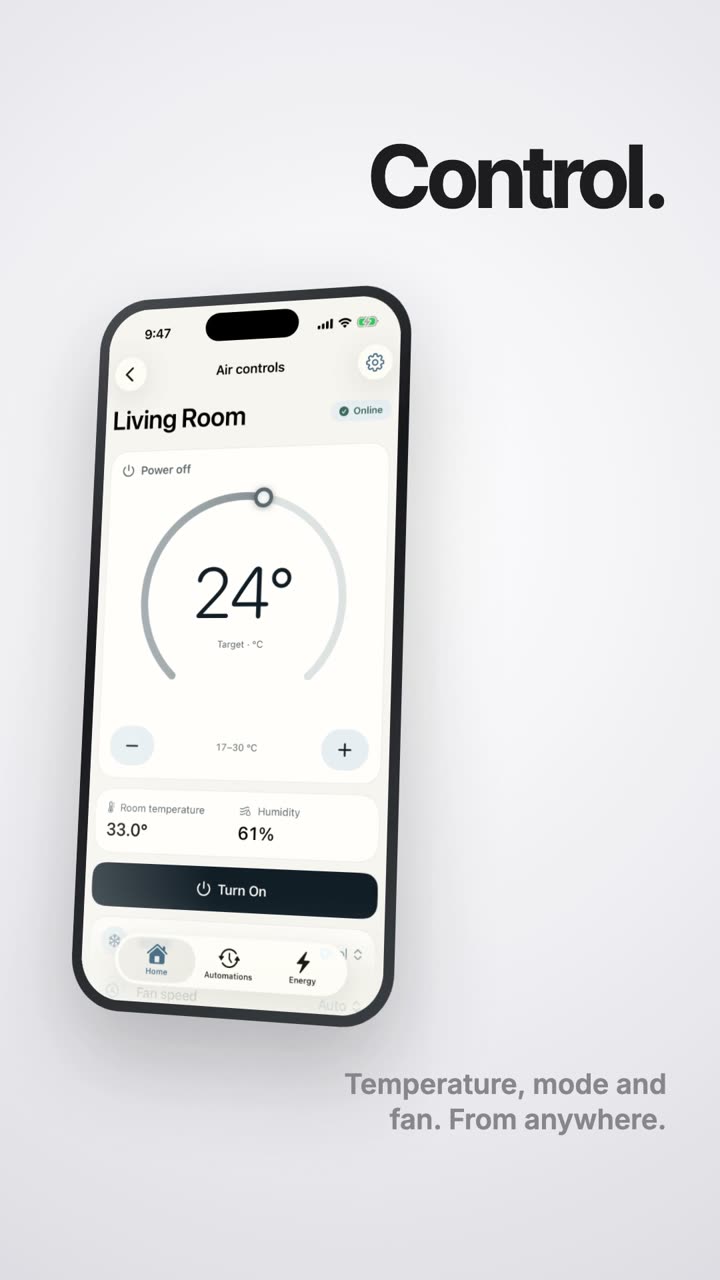 Control.
9:47
Air controls
Living Room
Online
Power off
24°
Target · °C
17–30 °C
Room temperature
Humidity
33.0°
61%
Turn On
Home
Automations
Energy
Fan speed
Auto
Temperature, mode and
fan. From anywhere.